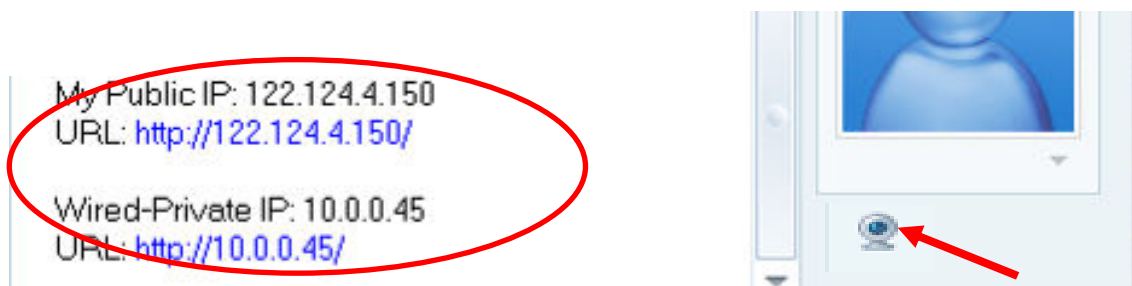 My Public IP: 122.124.4.150
URL: http://122.124.4.150/
Wired-Private IP: 10.0.0.45
URL: http://10.0.0.45/